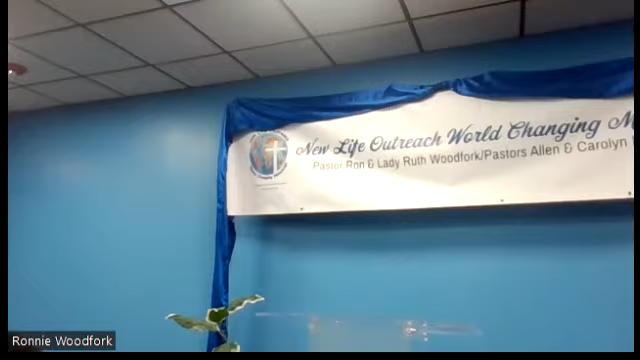 New Life Outreach World Changing
Pastor Ron & Lady Ruth Woodfork/Pastors Allen & Carolyn
Ronnie Woodfork